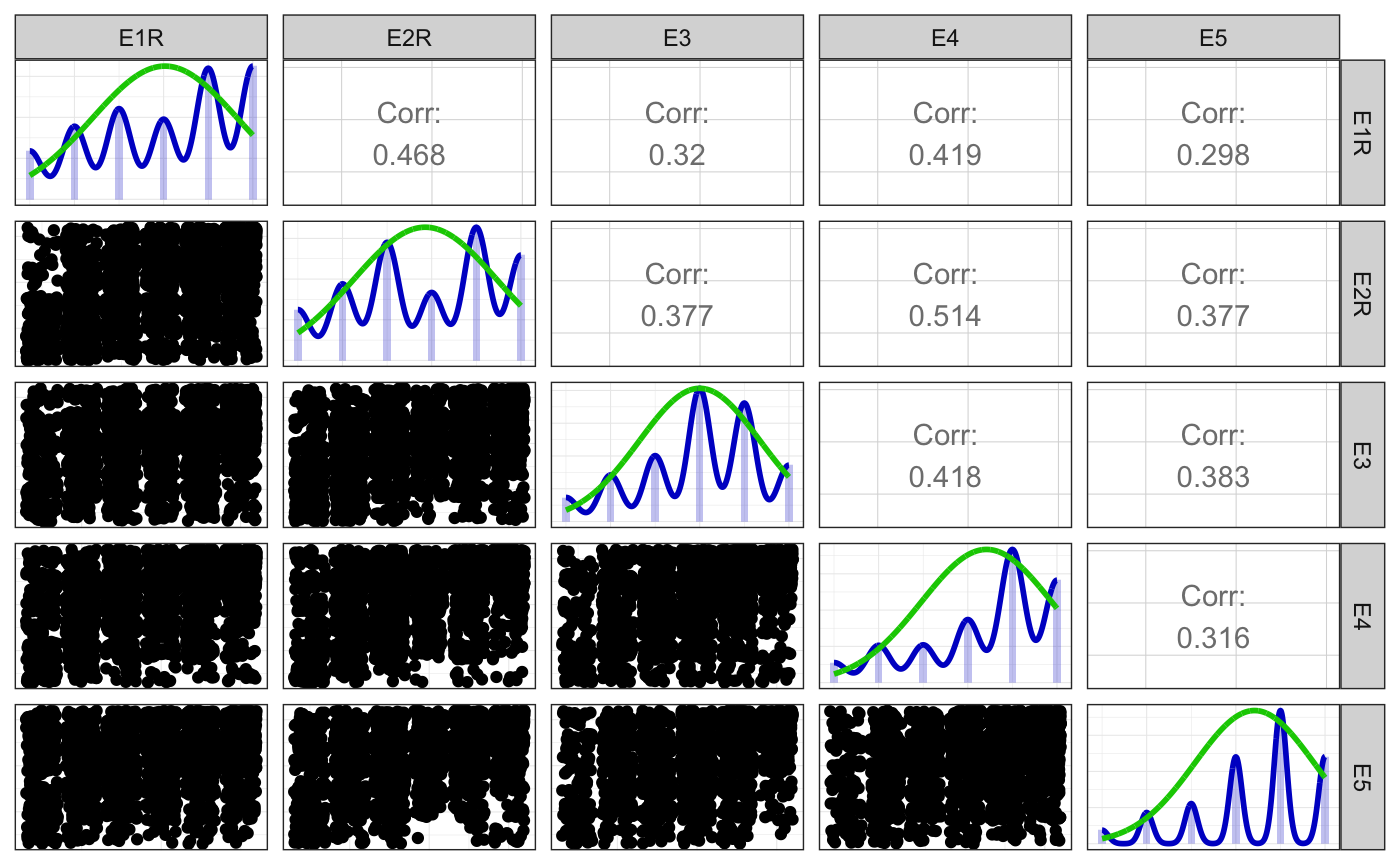 E1R E2R E3 E4 E5
Corr: Corr: Corr: Corr:
0.468 0.32 0.419 0.298
E1R
Corr: Corr: Corr:
0.377 0.514 0.377
E2R
Corr: Corr:
0.418 0.383
E3
Corr:
0.316
E4
E5